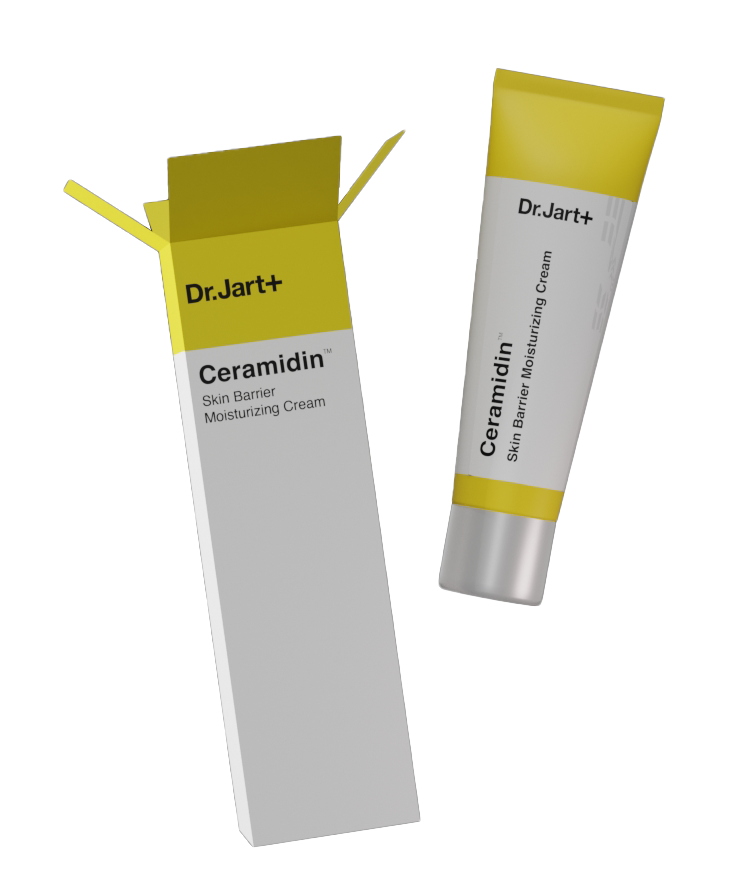 Dr.Jart+
Ceramidin™
Skin Barrier
Moisturizing Cream
Dr.Jart+
Ceramidin™
Skin Barrier Moisturizing Cream